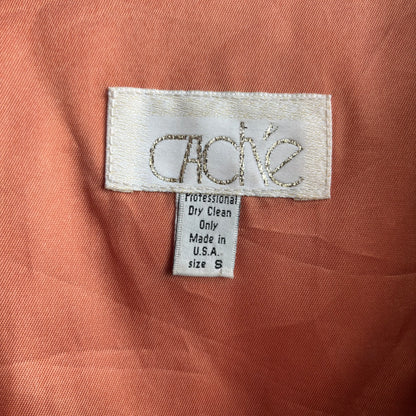 CAché
Professional
Dry Clean
Only
Made in
U.S.A.
size S